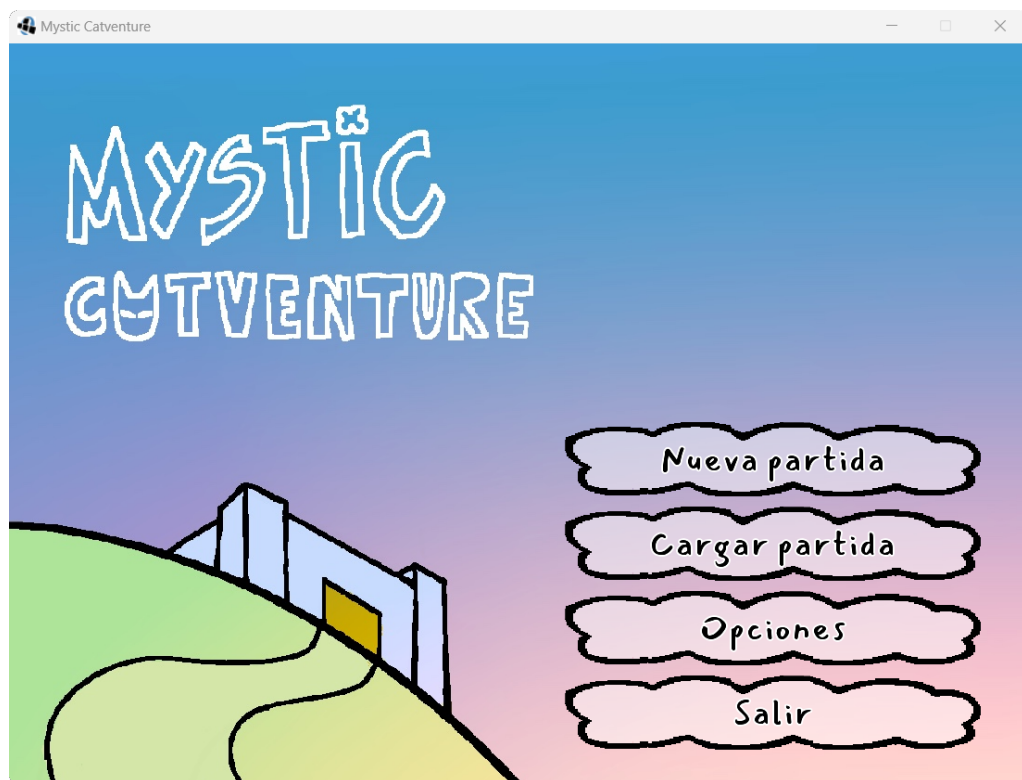 Mystic Catventure
MYSTIC
CATVENTURE
Nueva partida
Cargar partida
Opciones
Salir